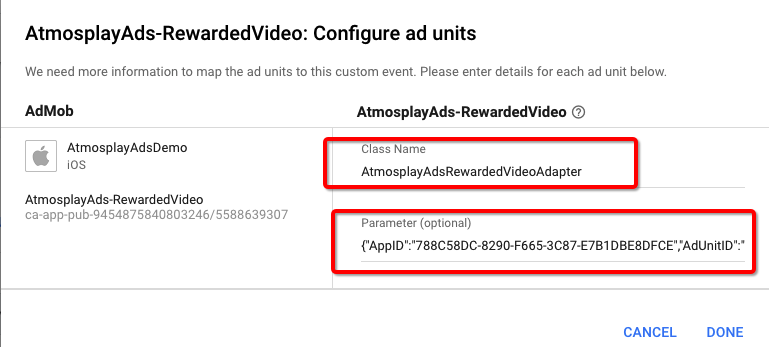 AtmosplayAds-RewardedVideo: Configure ad units
We need more information to map the ad units to this custom event. Please enter details for each ad unit below.
AdMob
AtmosplayAds-RewardedVideo
AtmosplayAdsDemo
iOS
AtmosplayAds-RewardedVideo
ca-app-pub-9454875840803246/5588639307
Class Name
AtmosplayAdsRewardedVideoAdapter
Parameter (optional)
{"AppID":"788C58DC-8290-F665-3C87-E7B1DBE8DFCE","AdUnitID":"
CANCEL DONE